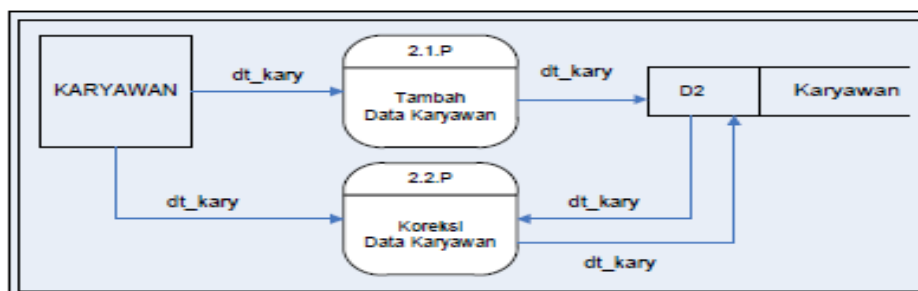 2.1.P
dt_kary
dt_kary
KARYAWAN
Tambah
Data Karyawan
D2
Karyawan
2.2.P
dt_kary
dt_kary
Koreksi
Data Karyawan
dt_kary